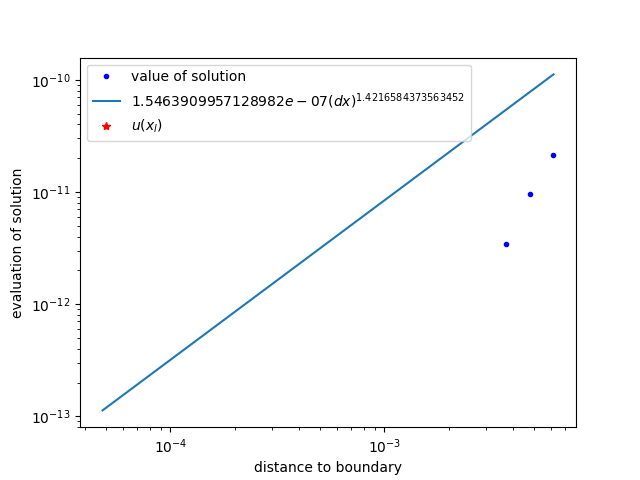 value of solution
1.5463909957128982e − 07(dx)^1.4216584373563452
u(x_l)
10^−10
10^−11
10^−12
10^−13
evaluation of solution
10^−4
10^−3
distance to boundary